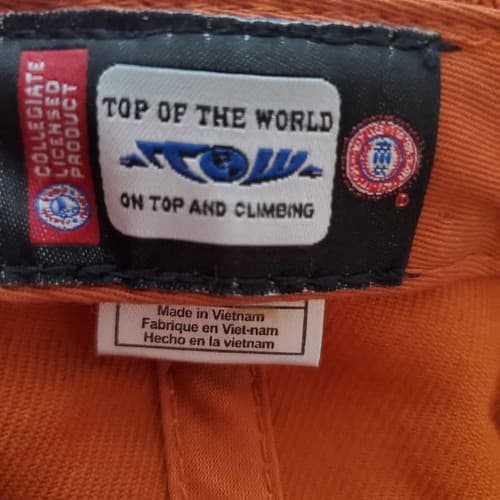 COLLEGIATE
LICENSED
PRODUCT
TOP OF THE WORLD
TOW
ON TOP AND CLIMBING
Made in Vietnam
Fabrique en Viet-nam
Hecho en la vietnam